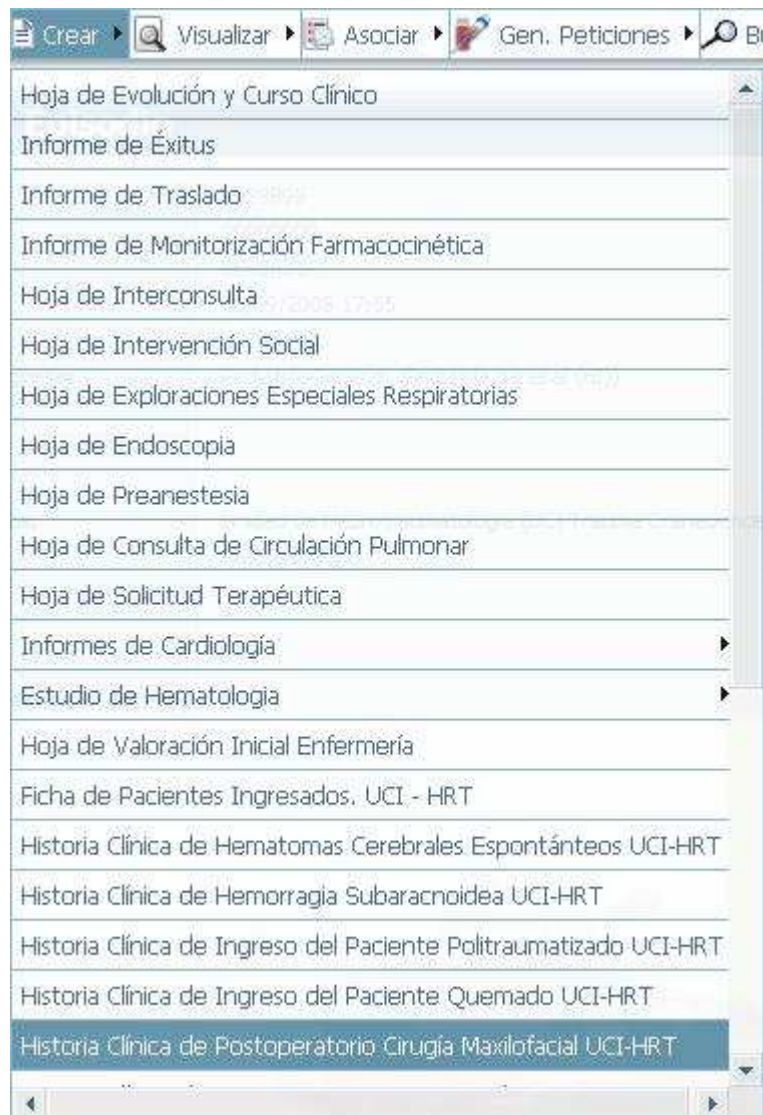 Crear Visualizar Asociar Gen. Peticiones
Hoja de Evolución y Curso Clínico
Informe de Éxitus
Informe de Traslado
Informe de Monitorización Farmacocinética
Hoja de Interconsulta
Hoja de Intervención Social
Hoja de Exploraciones Especiales Respiratorias
Hoja de Endoscopia
Hoja de Preanestesia
Hoja de Consulta de Circulación Pulmonar
Hoja de Solicitud Terapéutica
Informes de Cardiología
Estudio de Hematologia
Hoja de Valoración Inicial Enfermería
Ficha de Pacientes Ingresados. UCI - HRT
Historia Clínica de Hematomas Cerebrales Espontánteos UCI-HRT
Historia Clínica de Hemorragia Subaracnoidea UCI-HRT
Historia Clínica de Ingreso del Paciente Politraumatizado UCI-HRT
Historia Clínica de Ingreso del Paciente Quemado UCI-HRT
Historia Clínica de Postoperatorio Cirugía Maxilofacial UCI-HRT